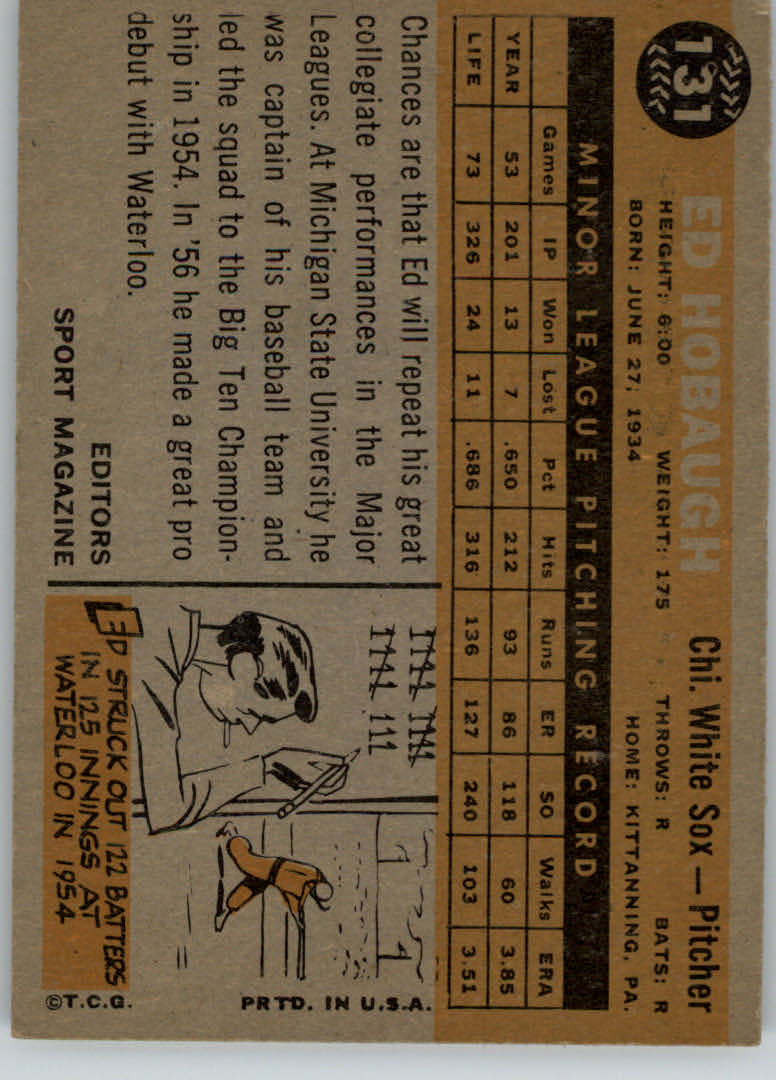 131
ED HOBAUGH Chi. White Sox — Pitcher
HEIGHT: 6:00 WEIGHT: 175 THROWS: R BATS: R
BORN: JUNE 27, 1934 HOME: KITTANNING, PA.
MINOR LEAGUE PITCHING RECORD
Games IP Won Lost Pct Hits Runs ER SO Walks ERA
YEAR 53 201 13 7 .650 212 93 86 118 60 3.85
LIFE 73 326 24 11 .686 316 136 127 240 103 3.51
Chances are that Ed will repeat his great
collegiate performances in the Major
Leagues. At Michigan State University he
was captain of his baseball team and
led the squad to the Big Ten Champion-
ship in 1954. In '56 he made a great pro
debut with Waterloo.
EDITORS
SPORT MAGAZINE
ED STRUCK OUT 122 BATTERS
IN 125 INNINGS AT
WATERLOO IN 1954
©T.C.G. PRTD. IN U.S.A.